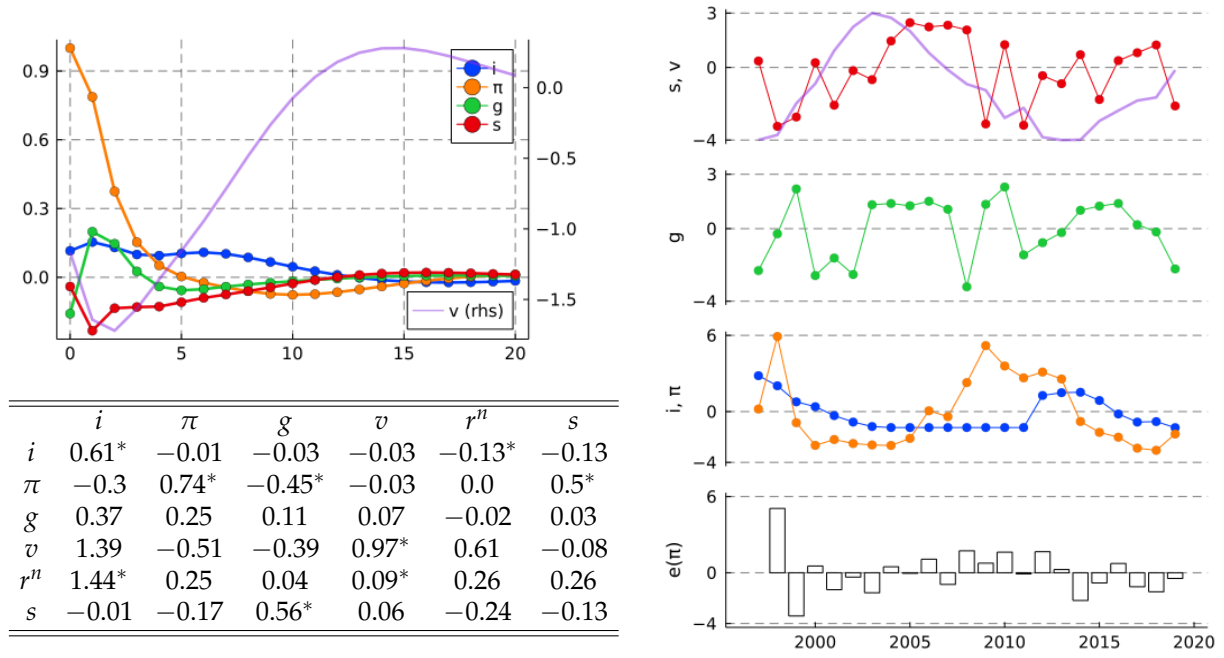 0.9
0.6
0.3
0.0
0.0
−0.5
−1.0
−1.5
i
π
g
s
v (rhs)
0 5 10 15 20
i π g v rⁿ s
i 0.61* −0.01 −0.03 −0.03 −0.13* −0.13
π −0.3 0.74* −0.45* −0.03 0.0 0.5*
g 0.37 0.25 0.11 0.07 −0.02 0.03
v 1.39 −0.51 −0.39 0.97* 0.61 −0.08
rⁿ 1.44* 0.25 0.04 0.09* 0.26 0.26
s −0.01 −0.17 0.56* 0.06 −0.24 −0.13
s, v
3
0
−4
g
3
0
−4
i, π
6
0
−4
e(π)
6
0
−4
2000 2005 2010 2015 2020